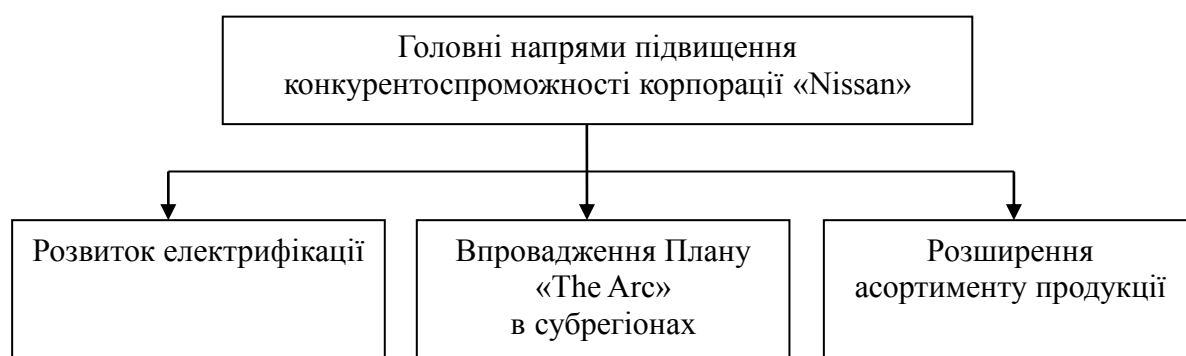 Головні напрями підвищення
конкурентоспроможності корпорації «Nissan»
Розвиток електрифікації
Впровадження Плану
«The Arc»
в субрегіонах
Розширення
асортименту продукції